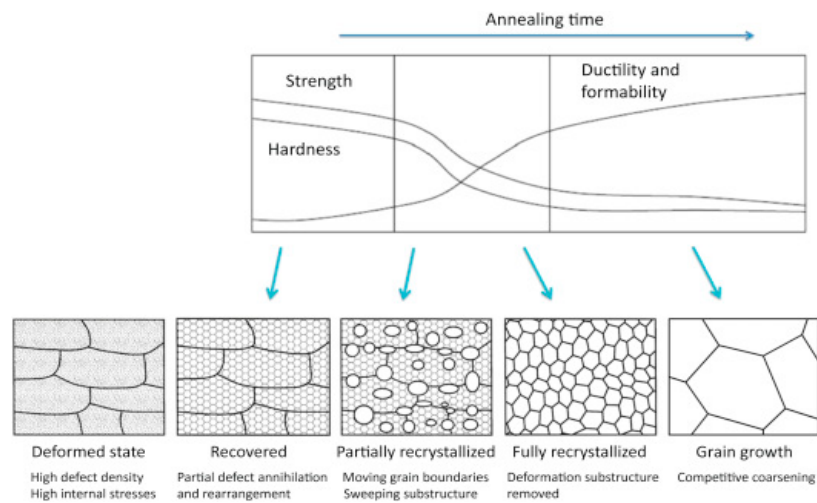 Annealing time
Strength
Ductility and
formability
Hardness
Deformed state
High defect density
High internal stresses
Recovered
Partial defect annihilation
and rearrangement
Partially recrystallized
Moving grain boundaries
Sweeping substructure
Fully recrystallized
Deformation substructure
removed
Grain growth
Competitive coarsening